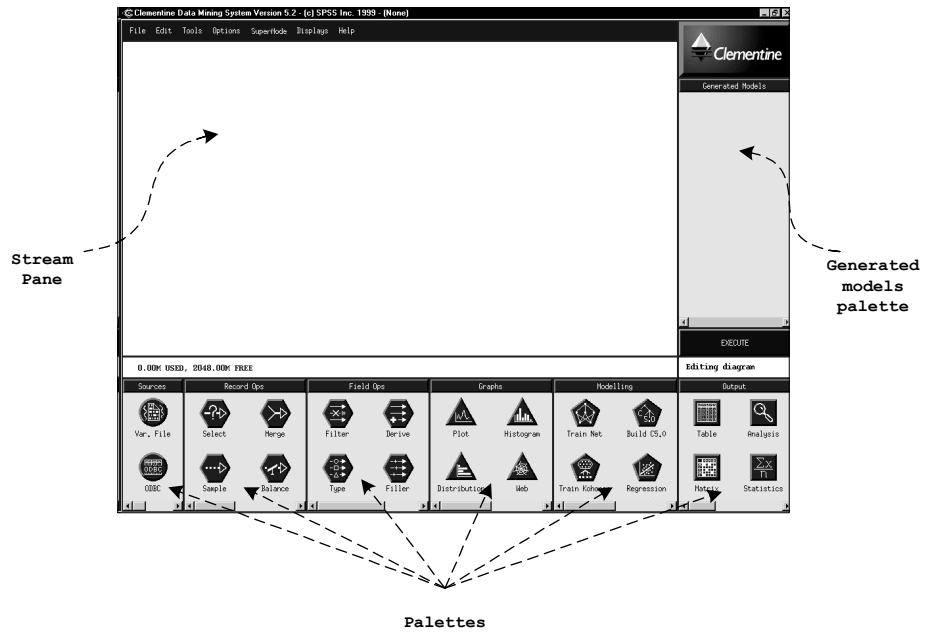 Clementine Data Mining System Version 5.2 - (c) SPSS Inc. 1999 - (None)
File Edit Tools Options SuperNode Displays Help
Clementine
Generated Models
Stream
Pane
Generated
models
palette
EXECUTE
0.00M USED, 2048.00M FREE
Editing diagram
Sources Record Ops Field Ops Graphs Modelling Output
Var. File Select Merge Filter Derive Plot Histogram Train Net Build C5.0 Table Analysis
ODBC Sample Balance Type Filler Distribution Web Train Kohonen Regression Matrix Statistics
Palettes